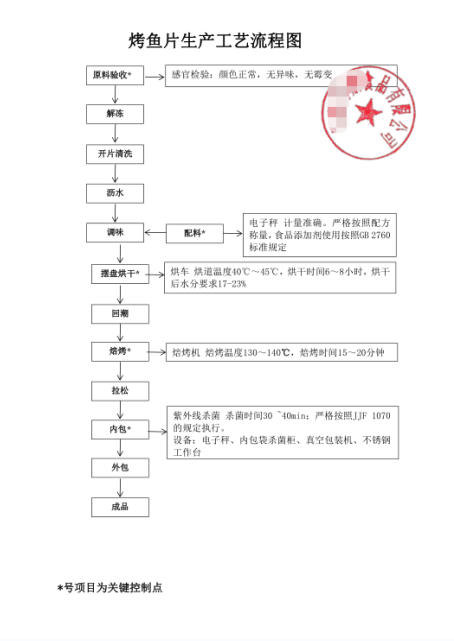 烤鱼片生产工艺流程图
原料验收*
感官检验：颜色正常，无异味，无霉变
食品有限公司
解冻
开片清洗
沥水
调味
配料*
电子秤 计量准确。严格按照配方
称量，食品添加剂使用按照GB 2760
标准规定
摆盘烘干*
烘车 烘道温度40℃～45℃，烘干时间6～8小时，烘干
后水分要求17-23%
回潮
焙烤*
焙烤机 焙烤温度130～140℃，焙烤时间15～20分钟
拉松
内包*
紫外线杀菌 杀菌时间30 ~40min；严格按照JJF 1070
的规定执行。
设备：电子秤、内包袋杀菌柜、真空包装机、不锈钢
工作台
外包
成品
*号项目为关键控制点